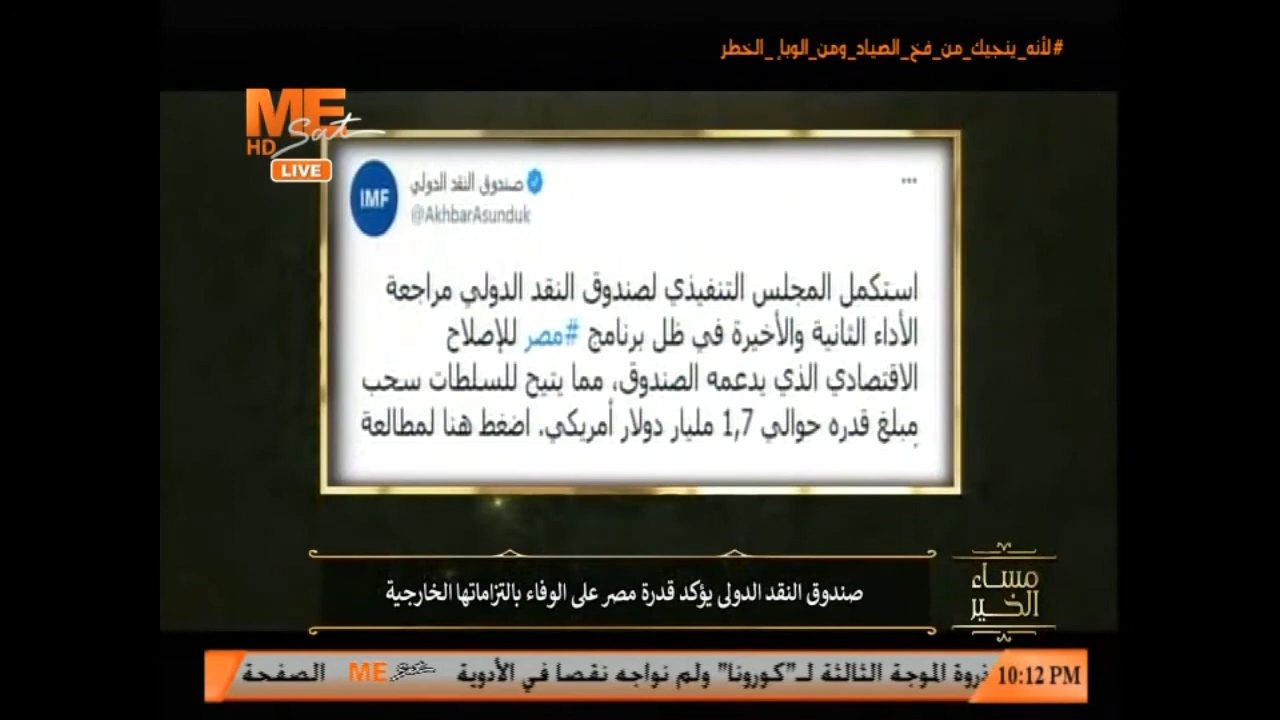 #لأنه_ينجيك_من_فخ_الصياد_ومن_الوبإ_الخطر
ME
Sat
HD
LIVE
IMF
صندوق النقد الدولي
@AkhbarAsunduk
استكمل المجلس التنفيذي لصندوق النقد الدولي مراجعة
الأداء الثانية والأخيرة في ظل برنامج #مصر للإصلاح
الاقتصادي الذي يدعمه الصندوق، مما يتيح للسلطات سحب
مبلغ قدره حوالي 1,7 مليار دولار أمريكي. اضغط هنا لمطالعة
صندوق النقد الدولى يؤكد قدرة مصر على الوفاء بالتزاماتها الخارجية
مساء
الخير
ذروة الموجة الثالثة لـ"كورونا" ولم نواجه نقصا في الأدوية ME Sat الصفحة
10:12 PM